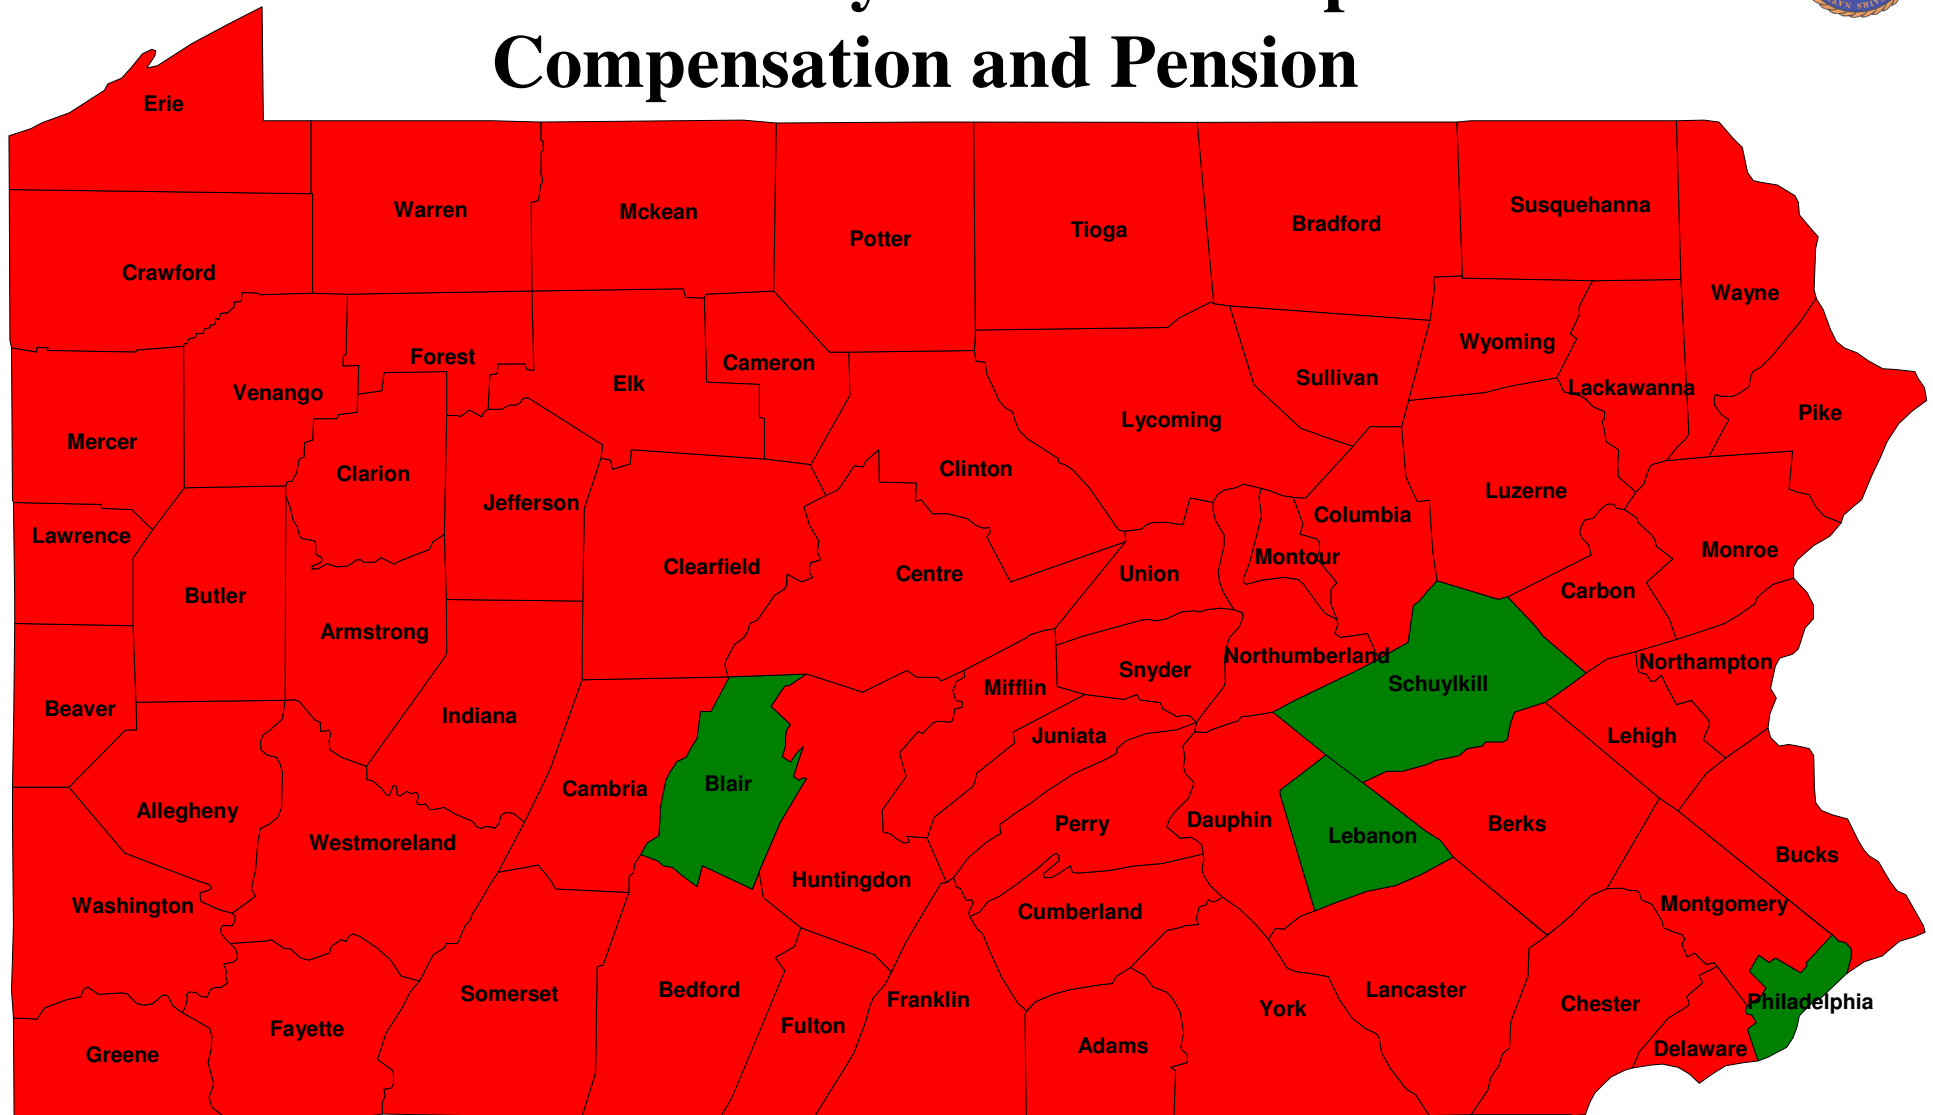 Compensation and Pension
Erie
Warren
Mckean
Potter
Tioga
Bradford
Susquehanna
Wayne
Crawford
Venango
Forest
Elk
Cameron
Sullivan
Wyoming
Lackawanna
Pike
Mercer
Clarion
Jefferson
Clinton
Lycoming
Columbia
Luzerne
Monroe
Lawrence
Butler
Armstrong
Clearfield
Centre
Union
Montour
Carbon
Beaver
Indiana
Mifflin
Snyder
Northumberland
Schuylkill
Northampton
Allegheny
Westmoreland
Cambria
Blair
Juniata
Perry
Dauphin
Lebanon
Berks
Lehigh
Bucks
Washington
Huntingdon
Cumberland
Montgomery
Greene
Fayette
Somerset
Bedford
Fulton
Franklin
Adams
York
Lancaster
Chester
Delaware
Philadelphia